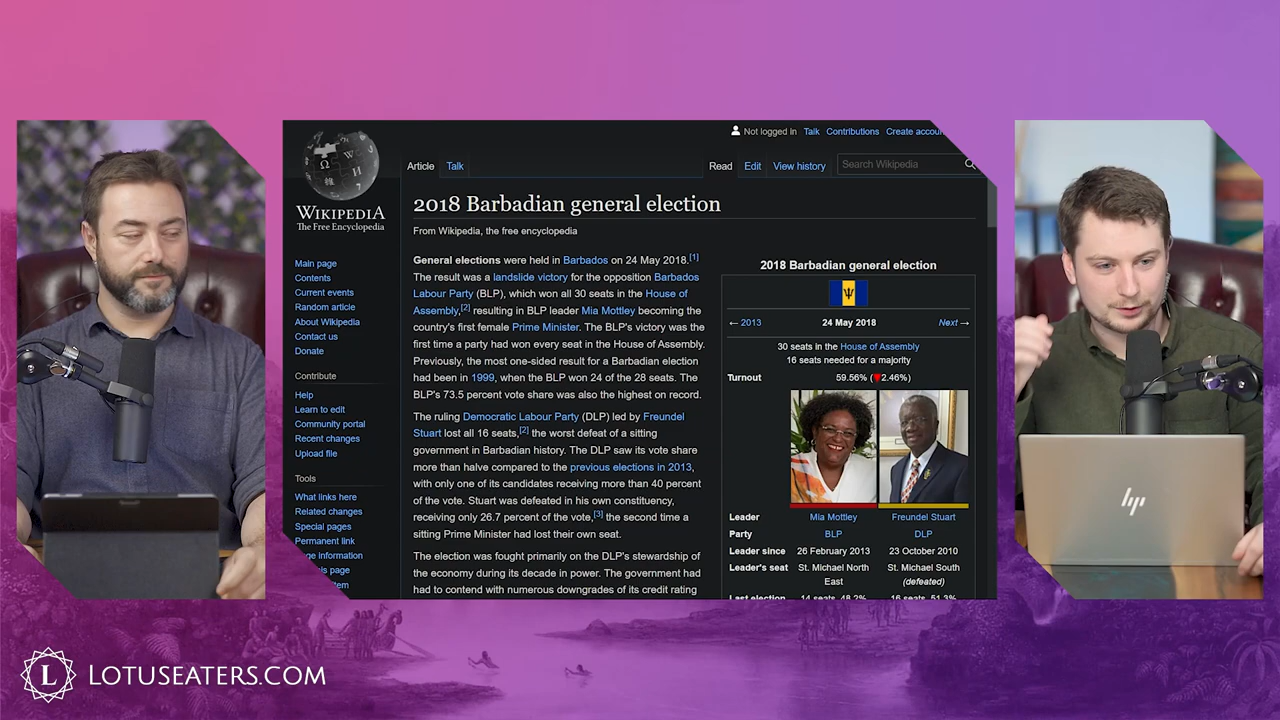 Not logged in Talk Contributions Create accou
Article Talk Read Edit View history Search Wikipedia
WIKIPEDIA
The Free Encyclopedia
2018 Barbadian general election
From Wikipedia, the free encyclopedia
Main page
Contents
Current events
Random article
About Wikipedia
Contact us
Donate
Contribute
Help
Learn to edit
Community portal
Recent changes
Upload file
Tools
What links here
Related changes
Special pages
Permanent link
information
page
General elections were held in Barbados on 24 May 2018.[1]
The result was a landslide victory for the opposition Barbados
Labour Party (BLP), which won all 30 seats in the House of
Assembly,[2] resulting in BLP leader Mia Mottley becoming the
country's first female Prime Minister. The BLP's victory was the
first time a party had won every seat in the House of Assembly.
Previously, the most one-sided result for a Barbadian election
had been in 1999, when the BLP won 24 of the 28 seats. The
BLP's 73.5 percent vote share was also the highest on record.
The ruling Democratic Labour Party (DLP) led by Freundel
Stuart lost all 16 seats,[2] the worst defeat of a sitting
government in Barbadian history. The DLP saw its vote share
more than halve compared to the previous elections in 2013,
with only one of its candidates receiving more than 40 percent
of the vote. Stuart was defeated in his own constituency,
receiving only 26.7 percent of the vote,[3] the second time a
sitting Prime Minister had lost their own seat.
The election was fought primarily on the DLP's stewardship of
the economy during its decade in power. The government had
had to contend with numerous downgrades of its credit rating
2018 Barbadian general election
← 2013 24 May 2018 Next →
30 seats in the House of Assembly
16 seats needed for a majority
Turnout 59.56% (▼2.46%)
Leader Mia Mottley Freundel Stuart
Party BLP DLP
Leader since 26 February 2013 23 October 2010
Leader's seat St. Michael North St. Michael South
East (defeated)
Last election 14 seats, 48.2% 16 seats, 51.3%
hp
L LOTUSEATERS.COM